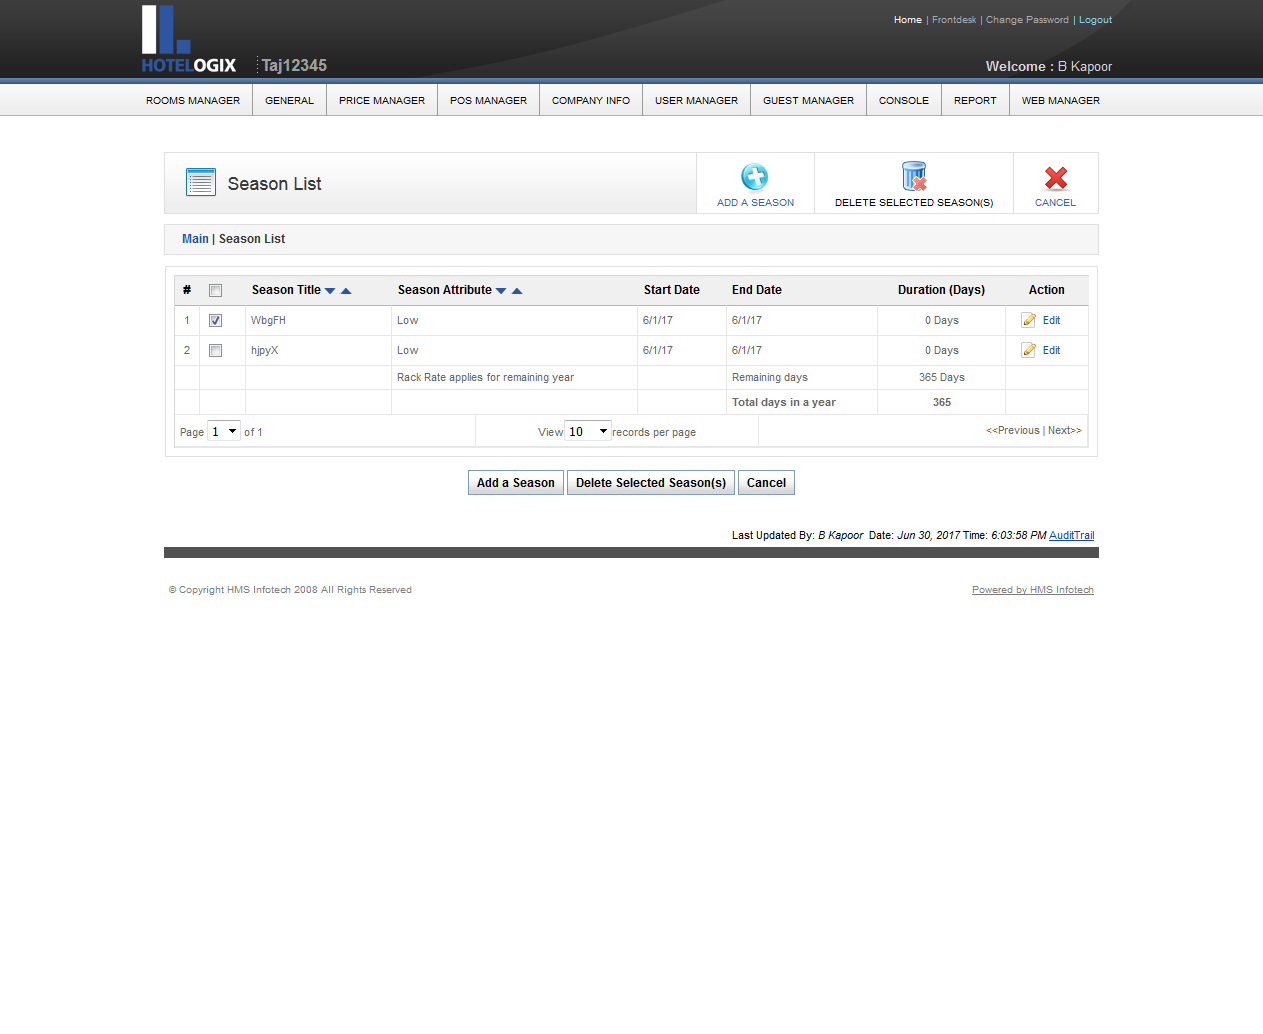 Home | Frontdesk | Change Password | Logout
HOTELOGIX Taj12345
Welcome : B Kapoor
ROOMS MANAGER GENERAL PRICE MANAGER POS MANAGER COMPANY INFO USER MANAGER GUEST MANAGER CONSOLE REPORT WEB MANAGER
Season List
ADD A SEASON DELETE SELECTED SEASON(S) CANCEL
Main | Season List
# Season Title Season Attribute Start Date End Date Duration (Days) Action
1 WbgFH Low 6/1/17 6/1/17 0 Days Edit
2 hjpyX Low 6/1/17 6/1/17 0 Days Edit
Rack Rate applies for remaining year Remaining days 365 Days
Total days in a year 365
Page 1 of 1 View 10 records per page <<Previous | Next>>
Add a Season Delete Selected Season(s) Cancel
Last Updated By: B Kapoor Date: Jun 30, 2017 Time: 6:03:58 PM AuditTrail
© Copyright HMS Infotech 2008 All Rights Reserved Powered by HMS Infotech